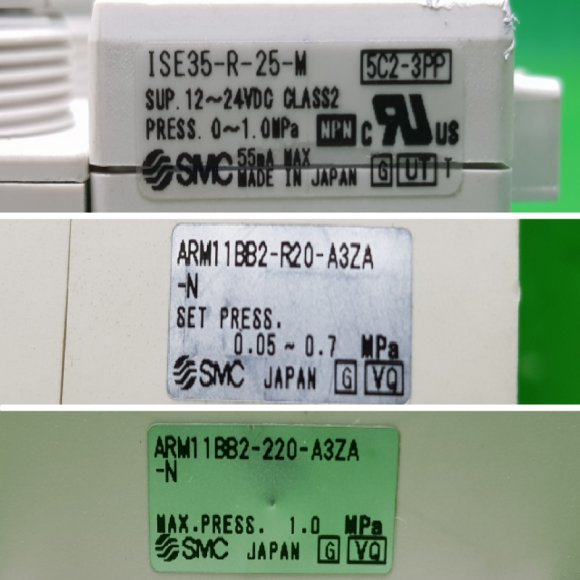 ISE35-R-25-M 5C2-3PP
SUP. 12~24VDC CLASS2
PRESS. 0~1.0MPa NPN c RU US
SMC 55mA MAX
MADE IN JAPAN G UT T
ARM11BB2-R20-A3ZA
-N
SET PRESS.
0.05 ~ 0.7 MPa
SMC JAPAN G VQ
ARM11BB2-220-A3ZA
-N
MAX.PRESS. 1.0 MPa
SMC JAPAN G VQ